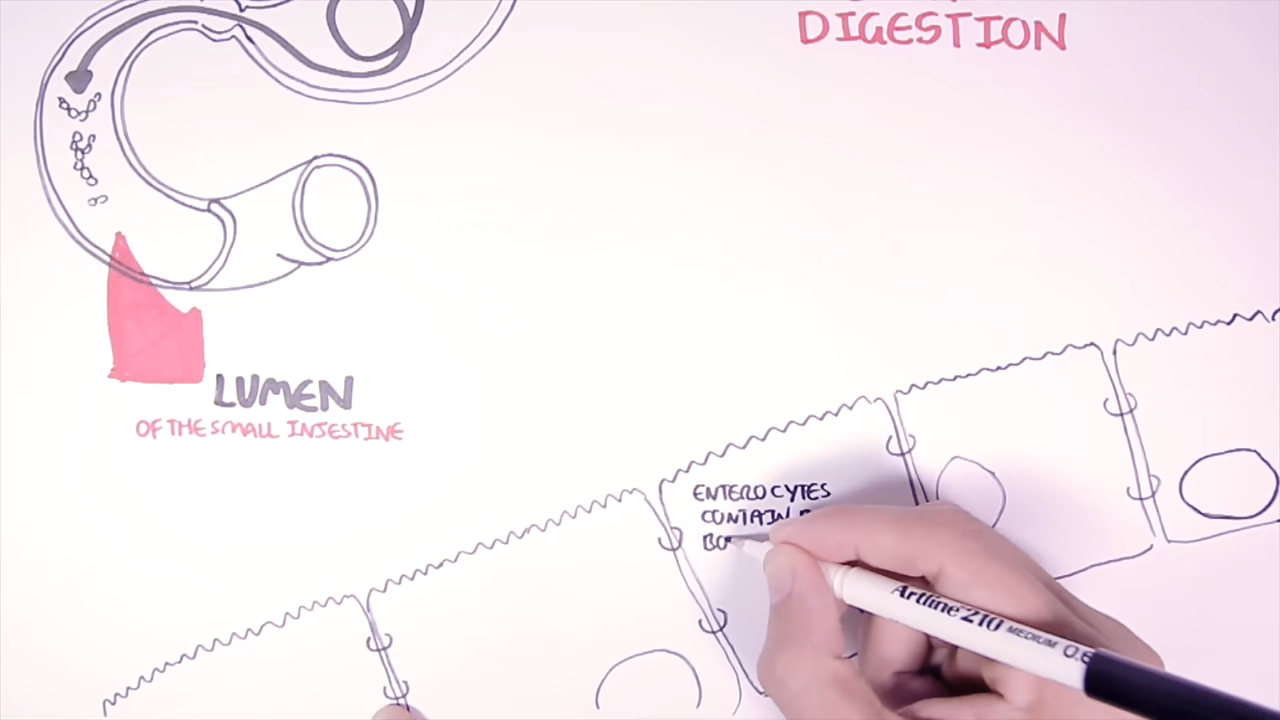 DIGESTION
LUMEN
OF THE SMALL INTESTINE
ENTEROCYTES
CONTAIN
Artline 210 MEDIUM